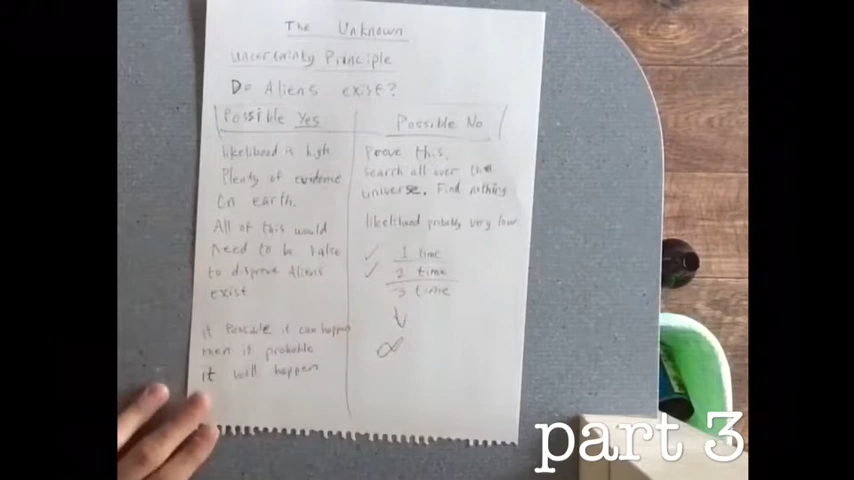 The Unknown
Uncertainty Principle
Do Aliens exist?
Possible Yes
likelihood is high
Plenty of evidence
On earth.
All of this would
need to be false
to disprove Aliens
exist
it can happen
then it probable
it will happen
Possible No
Prove this.
search all over the
universe. Find nothing
likelihood probably very low
✓ 1 time
✓ 2 time
3 time
∞
part 3